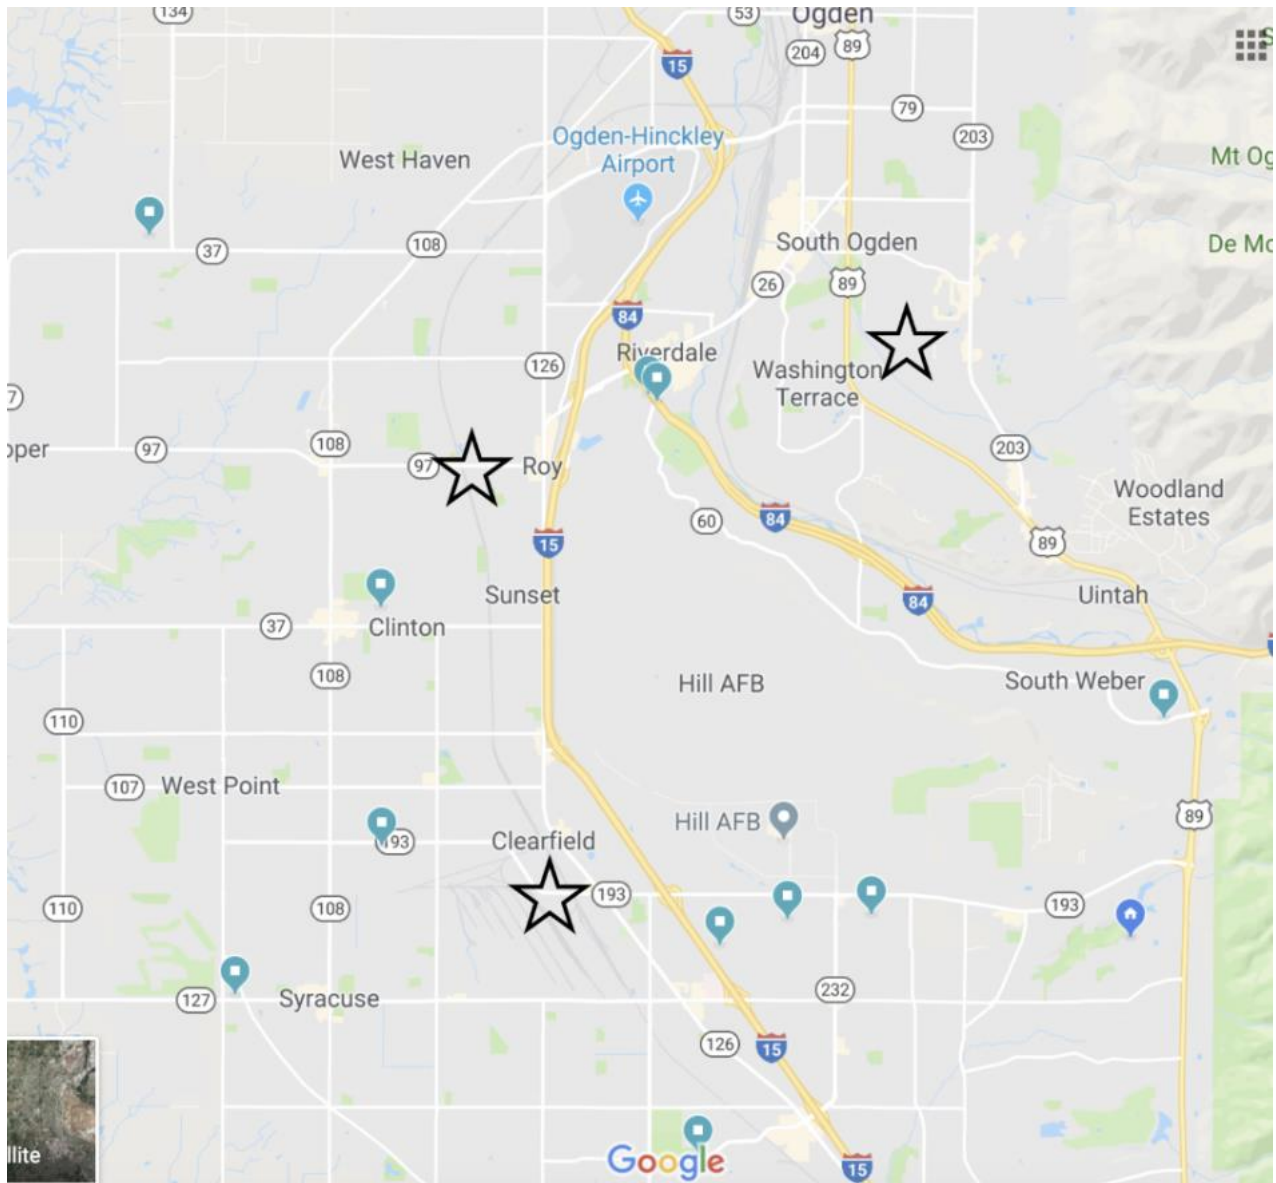 134
53
Ogden
204
89
15
79
Ogden-Hinckley
Airport
203
West Haven
Mt Og
37
108
South Ogden
De Mo
26
89
84
Riverdale
126
Washington
Terrace
7
108
203
oper
97
97
Roy
Woodland
Estates
60
84
15
89
Sunset
84
Uintah
37
Clinton
108
Hill AFB
South Weber
110
107
West Point
89
Hill AFB
193
Clearfield
110
108
193
193
127
Syracuse
232
126
15
llite
Google
15